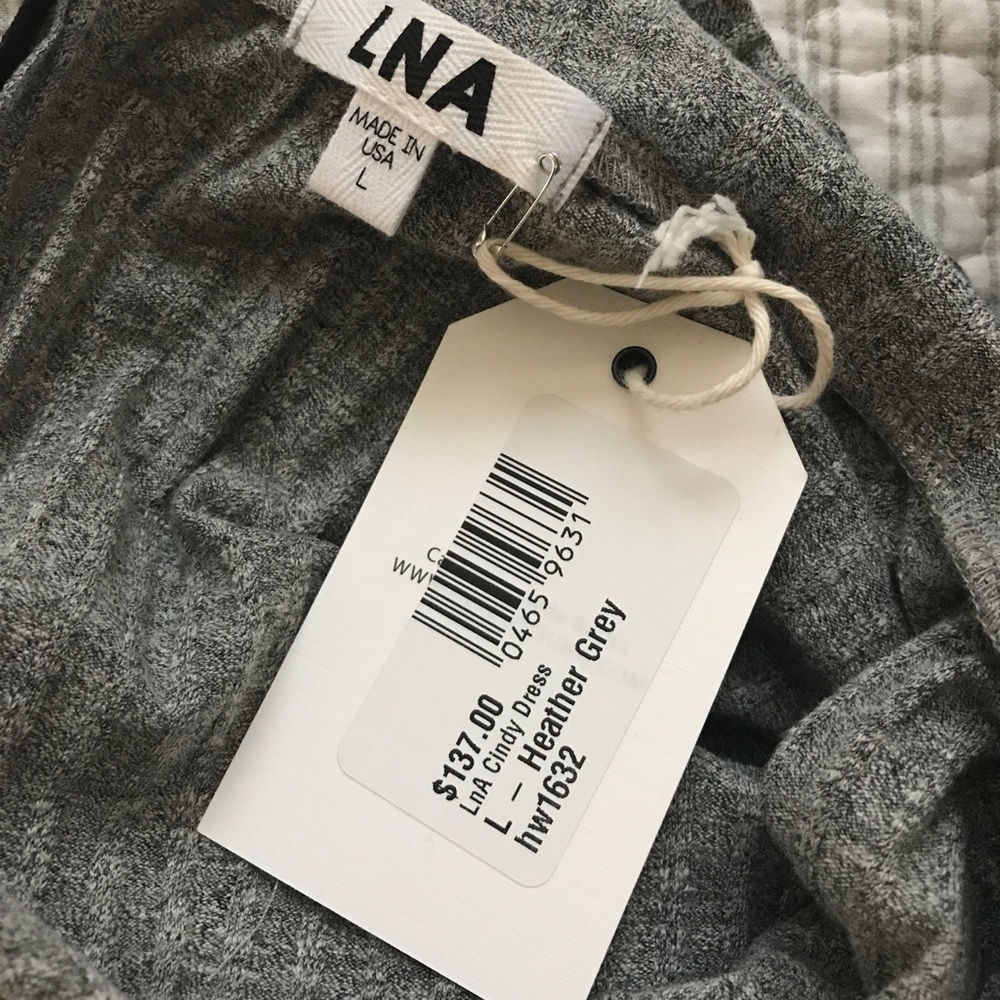 LNA
MADE IN
USA
L
0465 9631
$137.00
LnA Cindy Dress
L – Heather Grey
hw1632